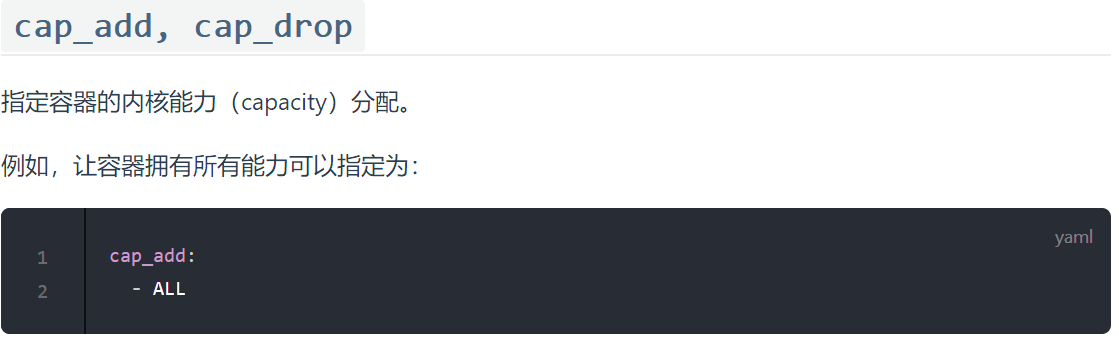 cap_add, cap_drop
指定容器的内核能力（capacity）分配。
例如，让容器拥有所有能力可以指定为：
yaml
1 cap_add:
2 - ALL